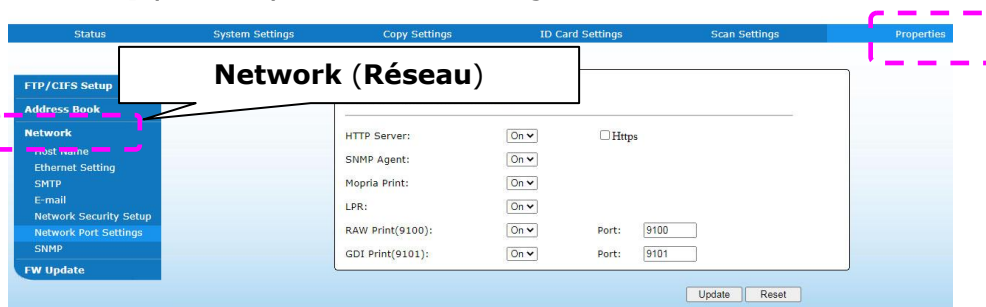 Status System Settings Copy Settings ID Card Settings Scan Settings Properties
Network (Réseau)
FTP/CIFS Setup
Address Book
Network
Host Name
Ethernet Setting
SMTP
E-mail
Network Security Setup
Network Port Settings
SNMP
FW Update
HTTP Server: On Https
SNMP Agent: On
Mopria Print: On
LPR: On
RAW Print(9100): On Port: 9100
GDI Print(9101): On Port: 9101
Update Reset